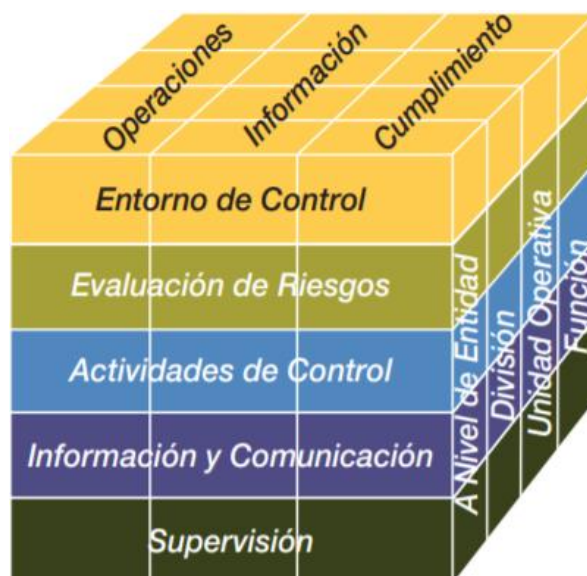 Operaciones
Información
Cumplimiento
Entorno de Control
Evaluación de Riesgos
Actividades de Control
Información y Comunicación
Supervisión
A Nivel de Entidad
División
Unidad Operativa
Función